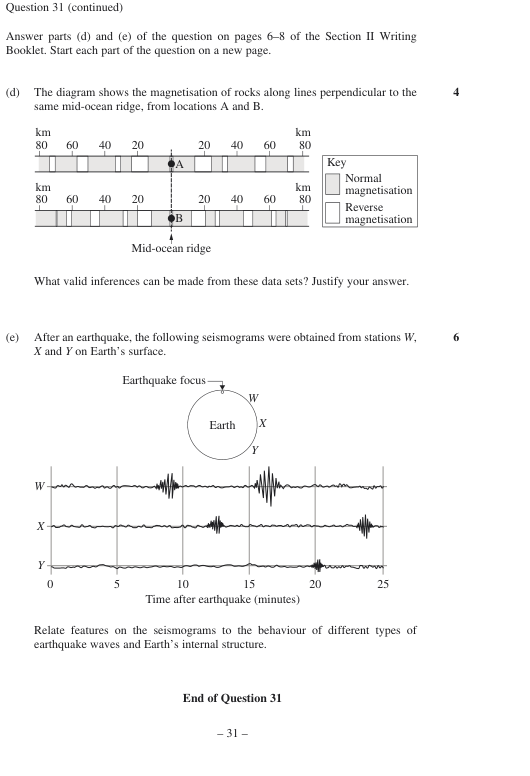 Question 31 (continued)
Answer parts (d) and (e) of the question on pages 6–8 of the Section II Writing
Booklet. Start each part of the question on a new page.
(d) The diagram shows the magnetisation of rocks along lines perpendicular to the 4
same mid-ocean ridge, from locations A and B.
km km
80 60 40 20 20 40 60 80
A
km km
80 60 40 20 20 40 60 80
B
Mid-ocean ridge
Key
Normal
magnetisation
Reverse
magnetisation
What valid inferences can be made from these data sets? Justify your answer.
(e) After an earthquake, the following seismograms were obtained from stations W, 6
X and Y on Earth's surface.
Earthquake focus
W
Earth X
Y
W
X
Y
0 5 10 15 20 25
Time after earthquake (minutes)
Relate features on the seismograms to the behaviour of different types of
earthquake waves and Earth's internal structure.
End of Question 31
– 31 –